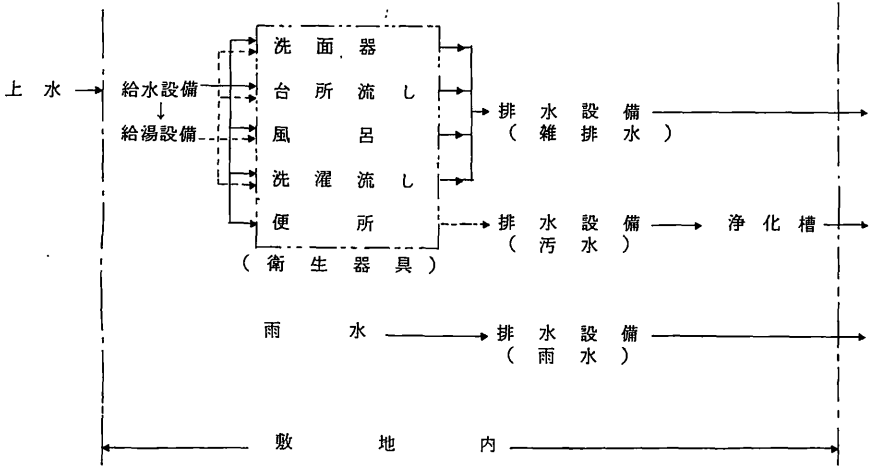 洗面器
上水 給水設備 台所流し 排水設備
(雑排水)
給湯設備 風呂
洗濯流し
便所 排水設備 浄化槽
(汚水)
(衛生器具)
雨水 排水設備
(雨水)
敷地内